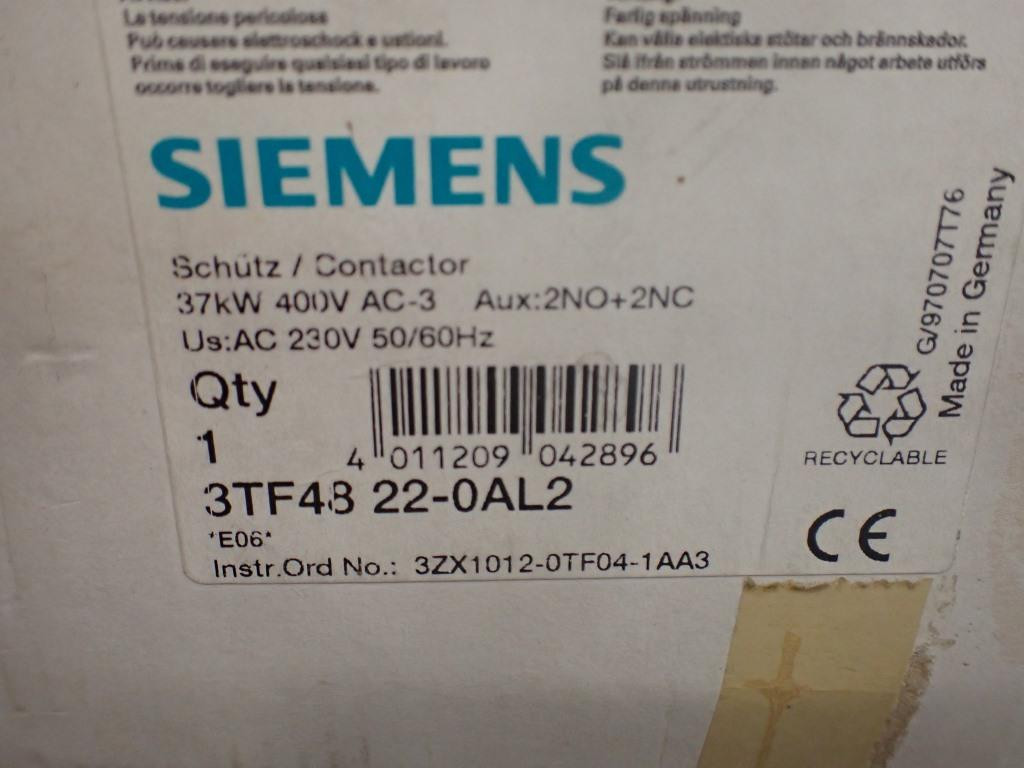 La tensione pericolosa
Può causare elettroschock e ustioni.
Prima di eseguire qualsiasi tipo di lavoro
occorre togliere la tensione.
Farlig spänning
Kan vålla elektiska stötar och brännskador.
Slå ifrån strömmen innan något arbete utförs
på denna utrustning.
SIEMENS
Schütz / Contactor
37kW 400V AC-3 Aux:2NO+2NC
Us:AC 230V 50/60Hz
Qty
1
4 011209 042896
3TF48 22-0AL2
*E06*
Instr.Ord No.: 3ZX1012-0TF04-1AA3
G/970707T76
Made in Germany
RECYCLABLE
CE